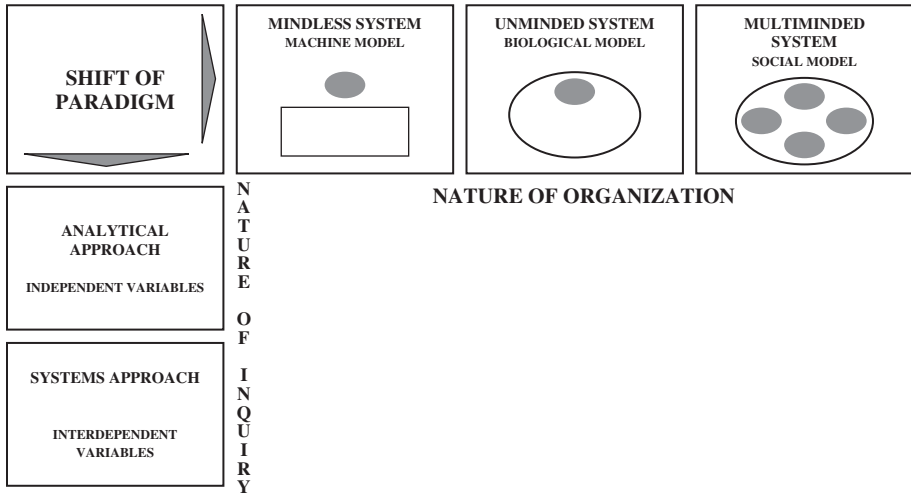 SHIFT OF
PARADIGM
MINDLESS SYSTEM
MACHINE MODEL
UNMINDED SYSTEM
BIOLOGICAL MODEL
MULTIMINDED
SYSTEM
SOCIAL MODEL
NATURE OF ORGANIZATION
NATURE OF INQUIRY
ANALYTICAL
APPROACH
INDEPENDENT VARIABLES
SYSTEMS APPROACH
INTERDEPENDENT
VARIABLES